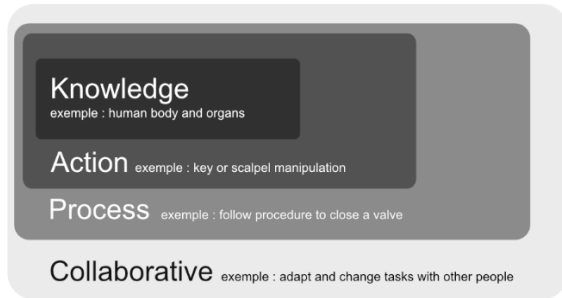 Knowledge
exemple : human body and organs
Action exemple : key or scalpel manipulation
Process exemple : follow procedure to close a valve
Collaborative exemple : adapt and change tasks with other people